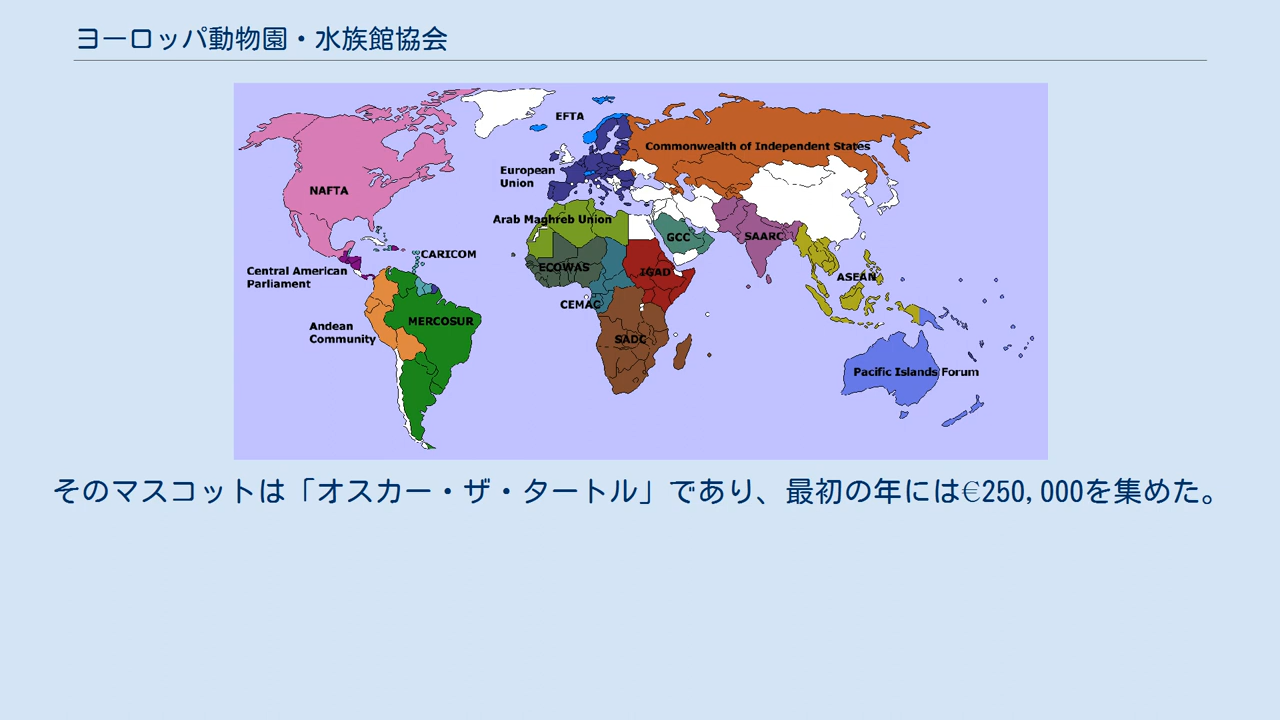 ヨーロッパ動物園・水族館協会
EFTA
Commonwealth of Independent States
European
Union
NAFTA
Arab Maghreb Union
GCC
SAARC
CARICOM
Central American
Parliament
ECOWAS
IGAD
ASEAN
CEMAC
MERCOSUR
Andean
Community
SADC
Pacific Islands Forum
そのマスコットは「オスカー・ザ・タートル」であり、最初の年には€250,000を集めた。